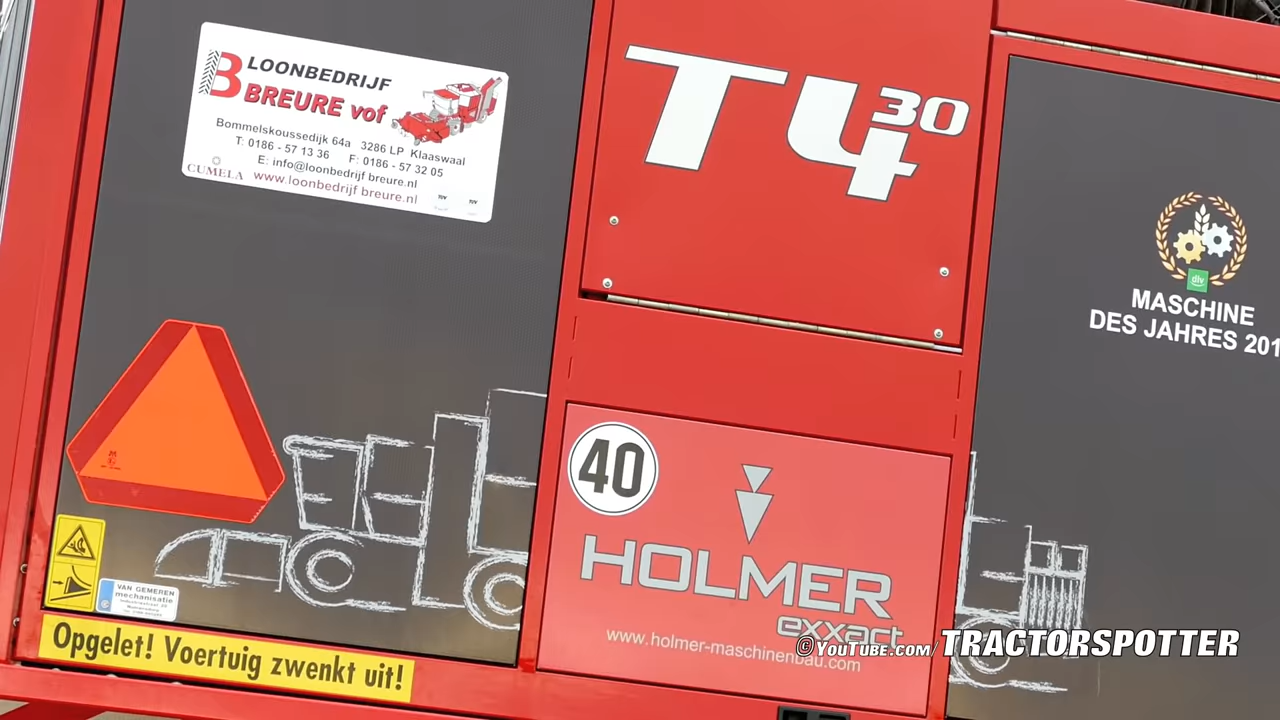 B LOONBEDRIJF
BREURE vof
Bommelskoussedijk 64a 3286 LP Klaaswaal
T: 0186 - 57 13 36 F: 0186 - 57 32 05
E: info@loonbedrijf breure.nl
CUMELA www.loonbedrijf breure.nl
T4 30
dlv
MASCHINE
DES JAHRES 201
40
HOLMER
exxact
www.holmer-maschinenbau.com
VAN GEMEREN
mechanisatie
Opgelet! Voertuig zwenkt uit!
©YouTube.com/TRACTORSPOTTER